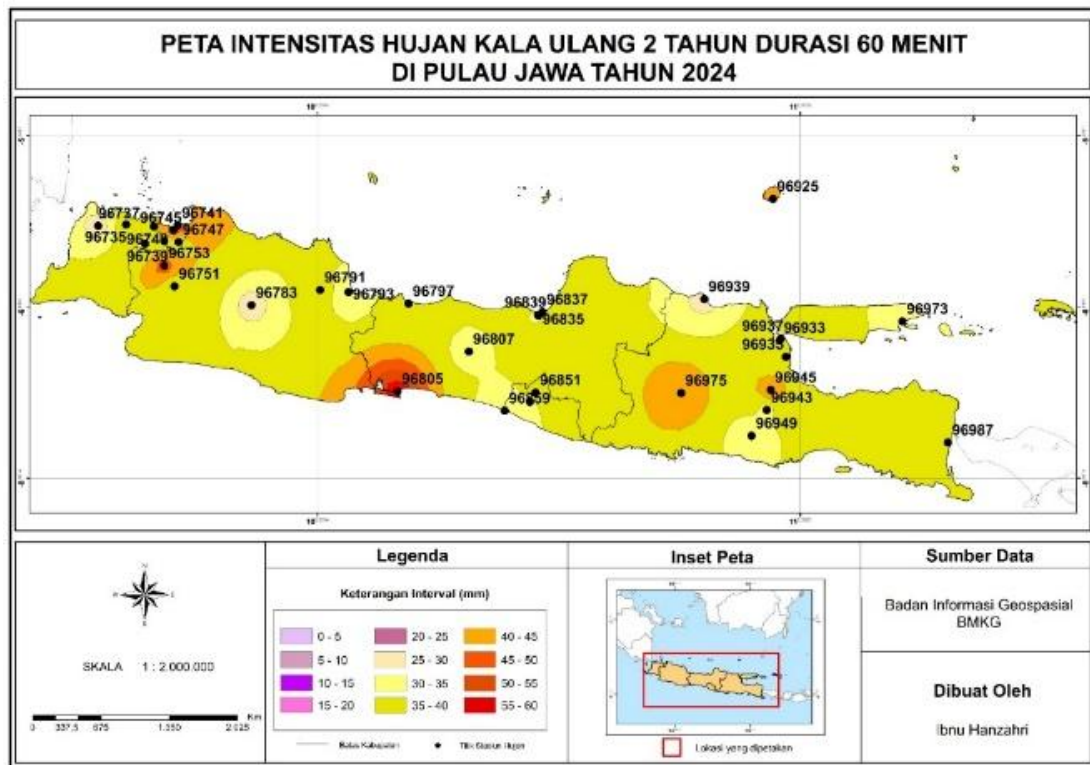 PETA INTENSITAS HUJAN KALA ULANG 2 TAHUN DURASI 60 MENIT
DI PULAU JAWA TAHUN 2024
96925
96737
96745
96741
96735
96747
96739
96753
96751
96783
96791
96793
96797
96839
96837
96835
96807
96805
96851
96939
96973
96937
96933
96935
96975
96945
96943
96949
96987
Legenda
Inset Peta
Sumber Data
Keterangan Interval (mm)
0 - 5
20 - 25
40 - 45
5 - 10
25 - 30
45 - 50
10 - 15
30 - 35
50 - 55
15 - 20
35 - 40
55 - 60
SKALA 1 : 2.000.000
Km
0 337,5 675
Batas Kabupaten
Titik Stasiun Hujan
Lokasi yang dipetakan
Badan Informasi Geospasial
BMKG
Dibuat Oleh
Ibnu Hanzahri